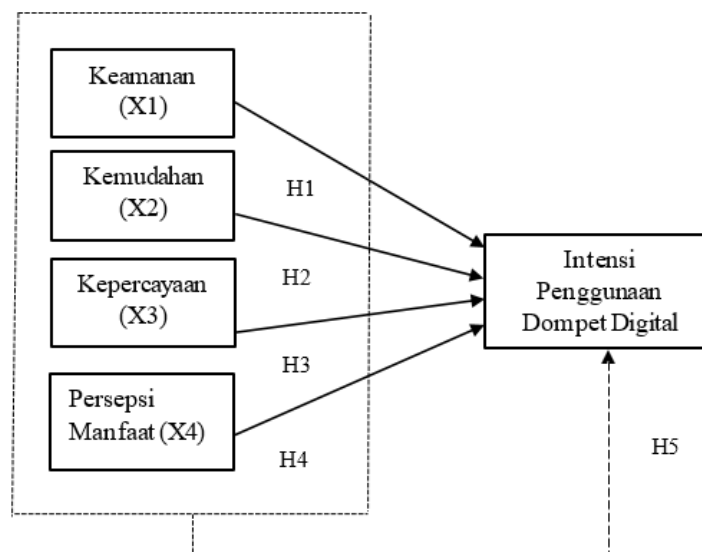 Keamanan
(X1)
Kemudahan
(X2)
Kepercayaan
(X3)
Persepsi
Manfaat (X4)
H1
H2
H3
H4
Intensi
Penggunaan
Dompet Digital
H5